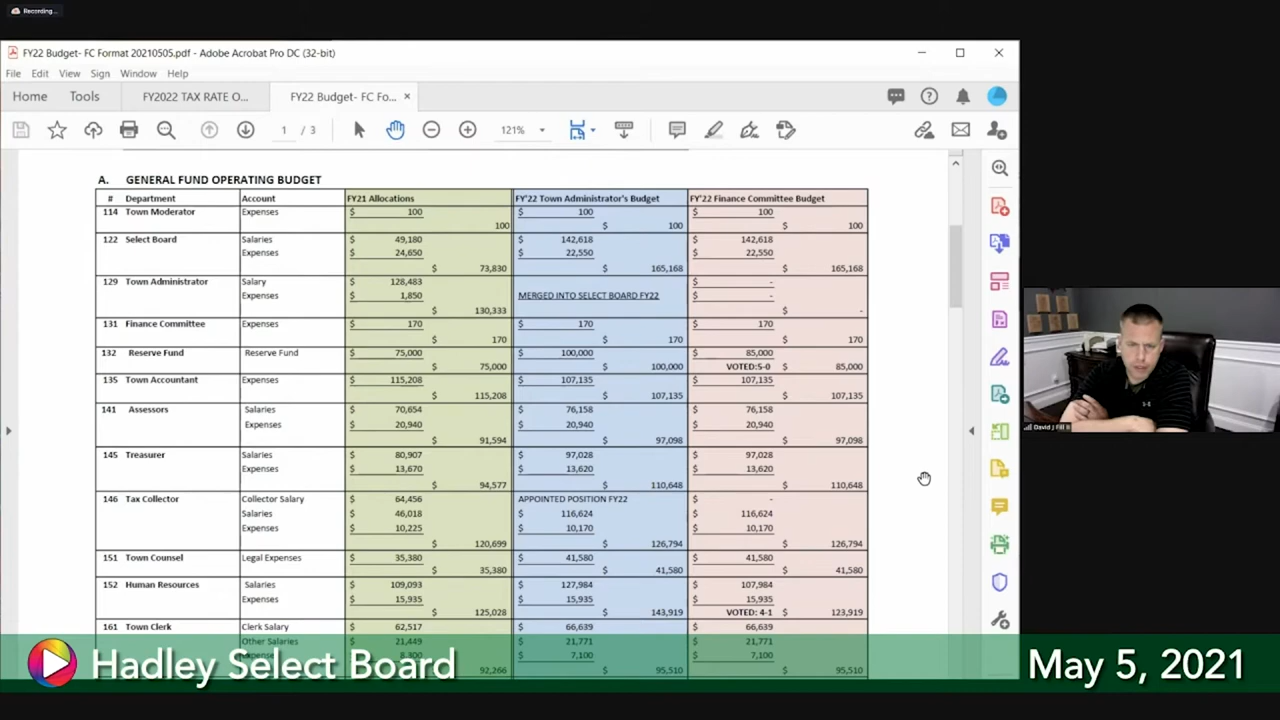 Recording...
FY22 Budget- FC Format 20210505.pdf - Adobe Acrobat Pro DC (32-bit)
File Edit View Sign Window Help
Home Tools FY2022 TAX RATE O... FY22 Budget- FC Fo... ×
1 / 3 121%
A. GENERAL FUND OPERATING BUDGET
# Department Account FY21 Allocations FY'22 Town Administrator's Budget FY'22 Finance Committee Budget
114 Town Moderator Expenses $ 100 $ 100 $ 100
100 $ 100 $ 100
122 Select Board Salaries $ 49,180 $ 142,618 $ 142,618
Expenses $ 24,650 $ 22,550 $ 22,550
$ 73,830 $ 165,168 $ 165,168
129 Town Administrator Salary $ 128,483 $ -
Expenses $ 1,850 MERGED INTO SELECT BOARD FY22 $ -
$ 130,333 $ -
131 Finance Committee Expenses $ 170 $ 170 $ 170
$ 170 $ 170 $ 170
132 Reserve Fund Reserve Fund $ 75,000 $ 100,000 $ 85,000
$ 75,000 $ 100,000 VOTED:5-0 $ 85,000
135 Town Accountant Expenses $ 115,208 $ 107,135 $ 107,135
$ 115,208 $ 107,135 $ 107,135
141 Assessors Salaries $ 70,654 $ 76,158 $ 76,158
Expenses $ 20,940 $ 20,940 $ 20,940
$ 91,594 $ 97,098 $ 97,098
145 Treasurer Salaries $ 80,907 $ 97,028 $ 97,028
Expenses $ 13,670 $ 13,620 $ 13,620
$ 94,577 $ 110,648 $ 110,648
146 Tax Collector Collector Salary $ 64,456 APPOINTED POSITION FY22 $ -
Salaries $ 46,018 $ 116,624 $ 116,624
Expenses $ 10,225 $ 10,170 $ 10,170
$ 120,699 $ 126,794 $ 126,794
151 Town Counsel Legal Expenses $ 35,380 $ 41,580 $ 41,580
$ 35,380 $ 41,580 $ 41,580
152 Human Resources Salaries $ 109,093 $ 127,984 $ 107,984
Expenses $ 15,935 $ 15,935 $ 15,935
$ 125,028 $ 143,919 VOTED: 4-1 $ 123,919
161 Town Clerk Clerk Salary $ 62,517 $ 66,639 $ 66,639
Other Salaries $ 21,449 $ 21,771 $ 21,771
Expenses $ 8,300 $ 7,100 $ 7,100
$ 92,266 $ 95,510 $ 95,510
David J Fill II
Hadley Select Board May 5, 2021